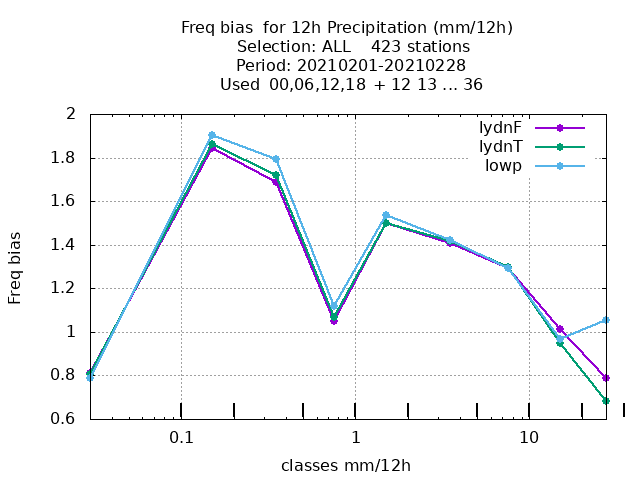 Freq bias for 12h Precipitation (mm/12h)
Selection: ALL 423 stations
Period: 20210201-20210228
Used 00,06,12,18 + 12 13 ... 36
lydnF
lydnT
lowp
2
1.8
1.6
1.4
1.2
1
0.8
0.6
Freq bias
0.1 1 10
classes mm/12h